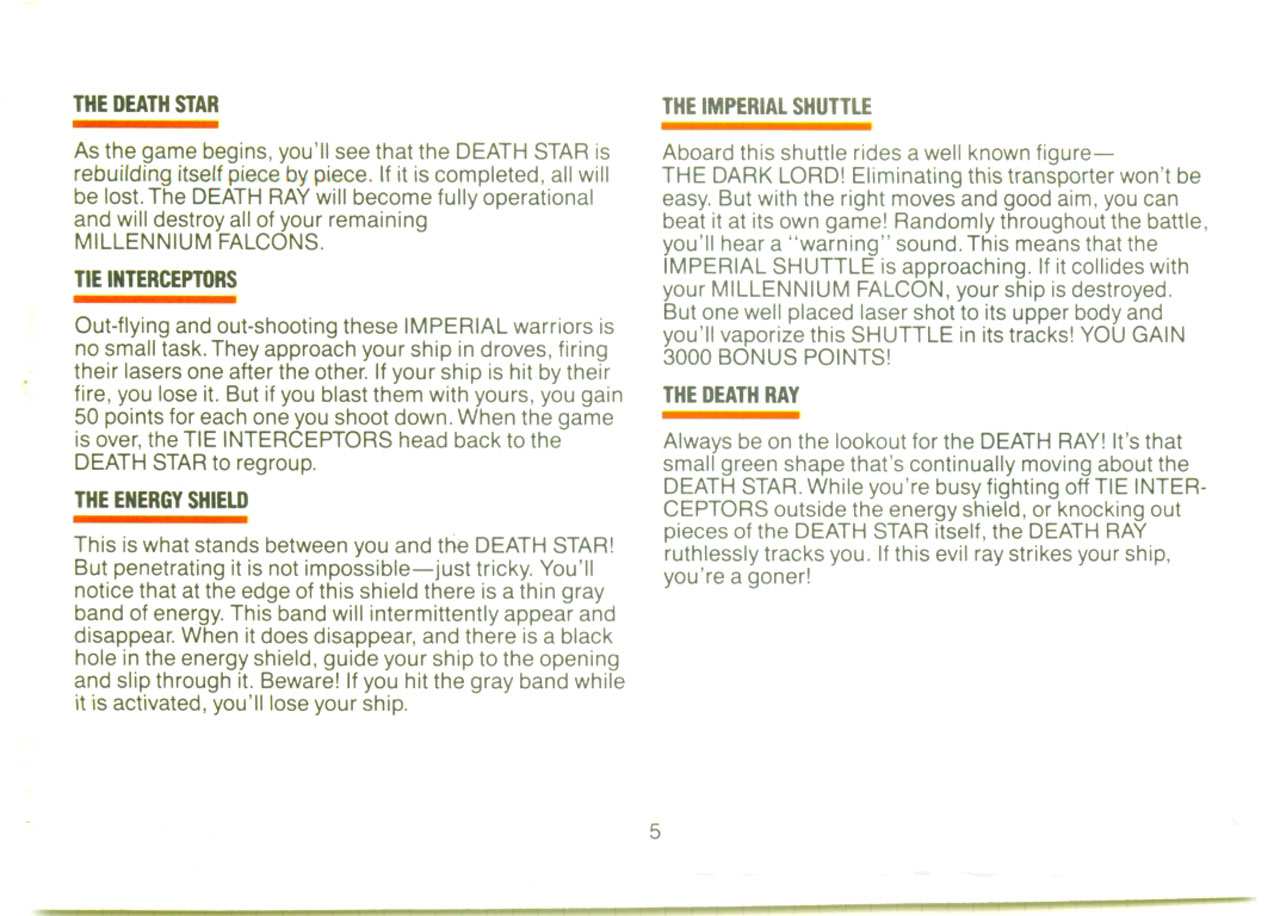 THE DEATH STAR
As the game begins, you'll see that the DEATH STAR is
rebuilding itself piece by piece. If it is completed, all will
be lost. The DEATH RAY will become fully operational
and will destroy all of your remaining
MILLENNIUM FALCONS.
TIE INTERCEPTORS
Out-flying and out-shooting these IMPERIAL warriors is
no small task. They approach your ship in droves, firing
their lasers one after the other. If your ship is hit by their
fire, you lose it. But if you blast them with yours, you gain
50 points for each one you shoot down. When the game
is over, the TIE INTERCEPTORS head back to the
DEATH STAR to regroup.
THE ENERGY SHIELD
This is what stands between you and the DEATH STAR!
But penetrating it is not impossible—just tricky. You'll
notice that at the edge of this shield there is a thin gray
band of energy. This band will intermittently appear and
disappear. When it does disappear, and there is a black
hole in the energy shield, guide your ship to the opening
and slip through it. Beware! If you hit the gray band while
it is activated, you'll lose your ship.
THE IMPERIAL SHUTTLE
Aboard this shuttle rides a well known figure—
THE DARK LORD! Eliminating this transporter won't be
easy. But with the right moves and good aim, you can
beat it at its own game! Randomly throughout the battle,
you'll hear a "warning" sound. This means that the
IMPERIAL SHUTTLE is approaching. If it collides with
your MILLENNIUM FALCON, your ship is destroyed.
But one well placed laser shot to its upper body and
you'll vaporize this SHUTTLE in its tracks! YOU GAIN
3000 BONUS POINTS!
THE DEATH RAY
Always be on the lookout for the DEATH RAY! It's that
small green shape that's continually moving about the
DEATH STAR. While you're busy fighting off TIE INTER-
CEPTORS outside the energy shield, or knocking out
pieces of the DEATH STAR itself, the DEATH RAY
ruthlessly tracks you. If this evil ray strikes your ship,
you're a goner!
5